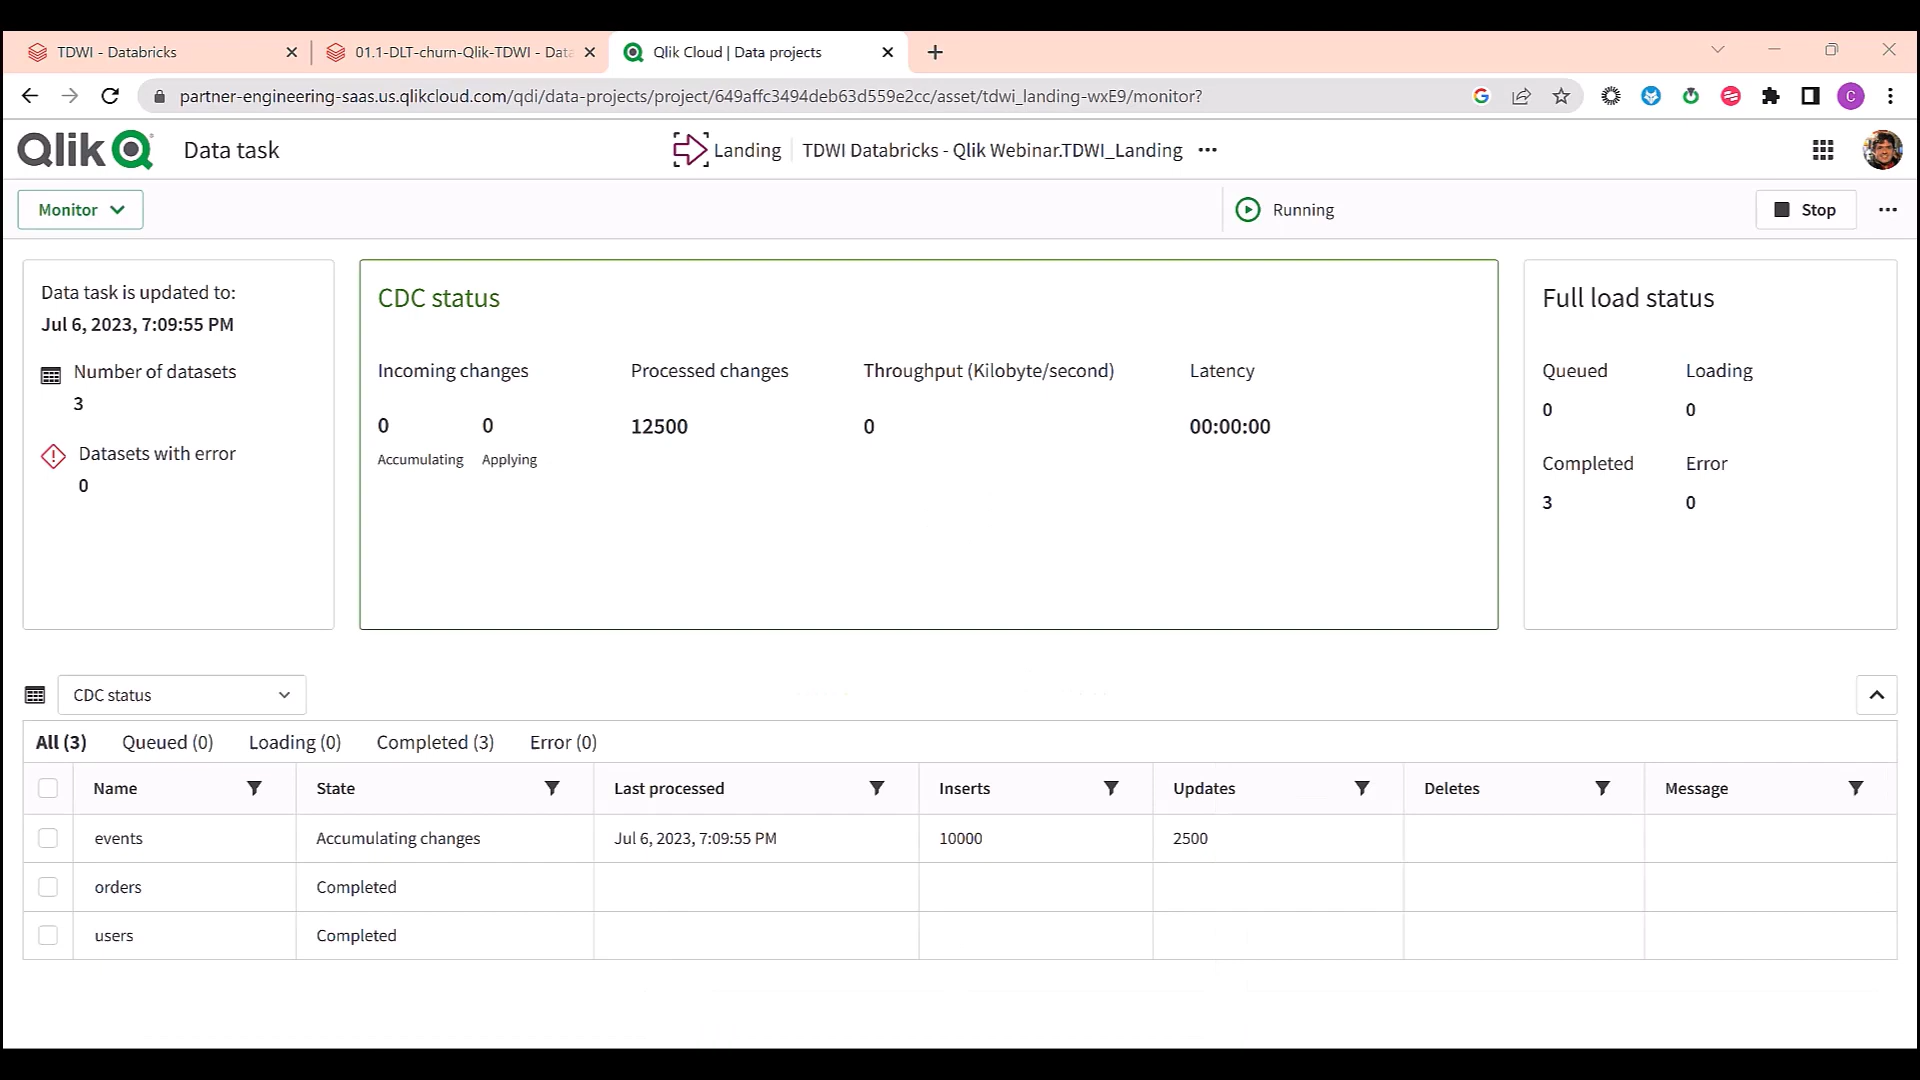 TDWI - Databricks
01.1-DLT-churn-Qlik-TDWI - Data
Qlik Cloud | Data projects
partner-engineering-saas.us.qlikcloud.com/qdi/data-projects/project/649affc3494deb63d559e2cc/asset/tdwi_landing-wxE9/monitor?
C
Qlik Data task
Landing TDWI Databricks - Qlik Webinar.TDWI_Landing
Monitor
Running
Stop
Data task is updated to:
Jul 6, 2023, 7:09:55 PM
Number of datasets
3
Datasets with error
0
CDC status
Incoming changes
0 0
Accumulating Applying
Processed changes
12500
Throughput (Kilobyte/second)
0
Latency
00:00:00
Full load status
Queued Loading
0 0
Completed Error
3 0
CDC status
All (3) Queued (0) Loading (0) Completed (3) Error (0)
Name State Last processed Inserts Updates Deletes Message
events Accumulating changes Jul 6, 2023, 7:09:55 PM 10000 2500
orders Completed
users Completed